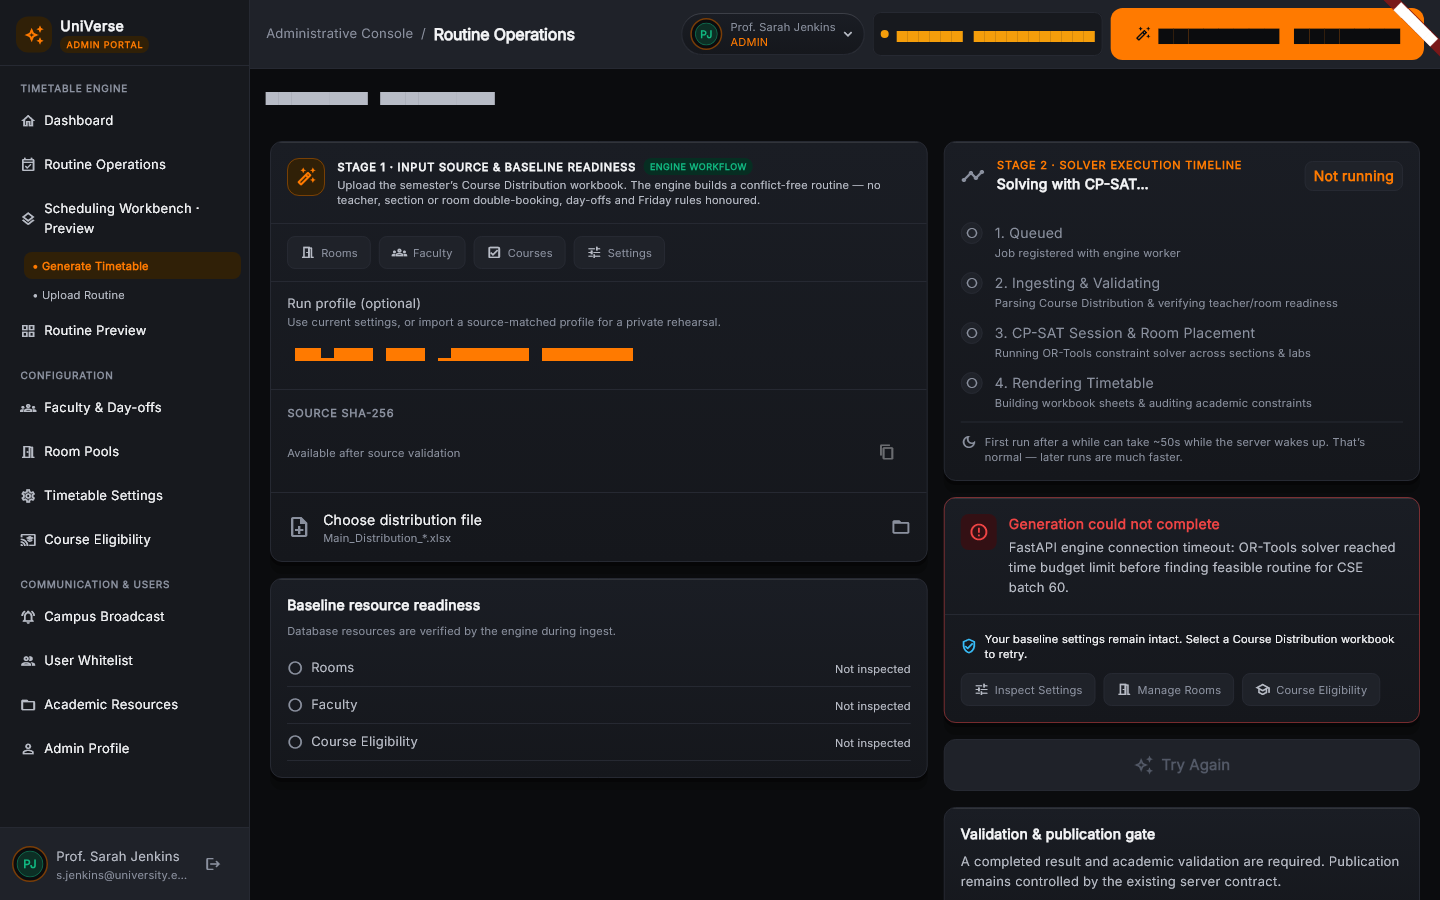 UniVerse
ADMIN PORTAL
TIMETABLE ENGINE
Dashboard
Routine Operations
Scheduling Workbench ·
Preview
• Generate Timetable
• Upload Routine
Routine Preview
CONFIGURATION
Faculty & Day-offs
Room Pools
Timetable Settings
Course Eligibility
COMMUNICATION & USERS
Campus Broadcast
User Whitelist
Academic Resources
Admin Profile
PJ
Prof. Sarah Jenkins
s.jenkins@university.e...
Administrative Console / Routine Operations
PJ
Prof. Sarah Jenkins
ADMIN
STAGE 1 · INPUT SOURCE & BASELINE READINESS
ENGINE WORKFLOW
Upload the semester's Course Distribution workbook. The engine builds a conflict-free routine — no
teacher, section or room double-booking, day-offs and Friday rules honoured.
Rooms
Faculty
Courses
Settings
Run profile (optional)
Use current settings, or import a source-matched profile for a private rehearsal.
SOURCE SHA-256
Available after source validation
Choose distribution file
Main_Distribution_*.xlsx
Baseline resource readiness
Database resources are verified by the engine during ingest.
Rooms Not inspected
Faculty Not inspected
Course Eligibility Not inspected
STAGE 2 · SOLVER EXECUTION TIMELINE
Solving with CP-SAT...
Not running
1. Queued
Job registered with engine worker
2. Ingesting & Validating
Parsing Course Distribution & verifying teacher/room readiness
3. CP-SAT Session & Room Placement
Running OR-Tools constraint solver across sections & labs
4. Rendering Timetable
Building workbook sheets & auditing academic constraints
First run after a while can take ~50s while the server wakes up. That's
normal — later runs are much faster.
Generation could not complete
FastAPI engine connection timeout: OR-Tools solver reached
time budget limit before finding feasible routine for CSE
batch 60.
Your baseline settings remain intact. Select a Course Distribution workbook
to retry.
Inspect Settings
Manage Rooms
Course Eligibility
Try Again
Validation & publication gate
A completed result and academic validation are required. Publication
remains controlled by the existing server contract.